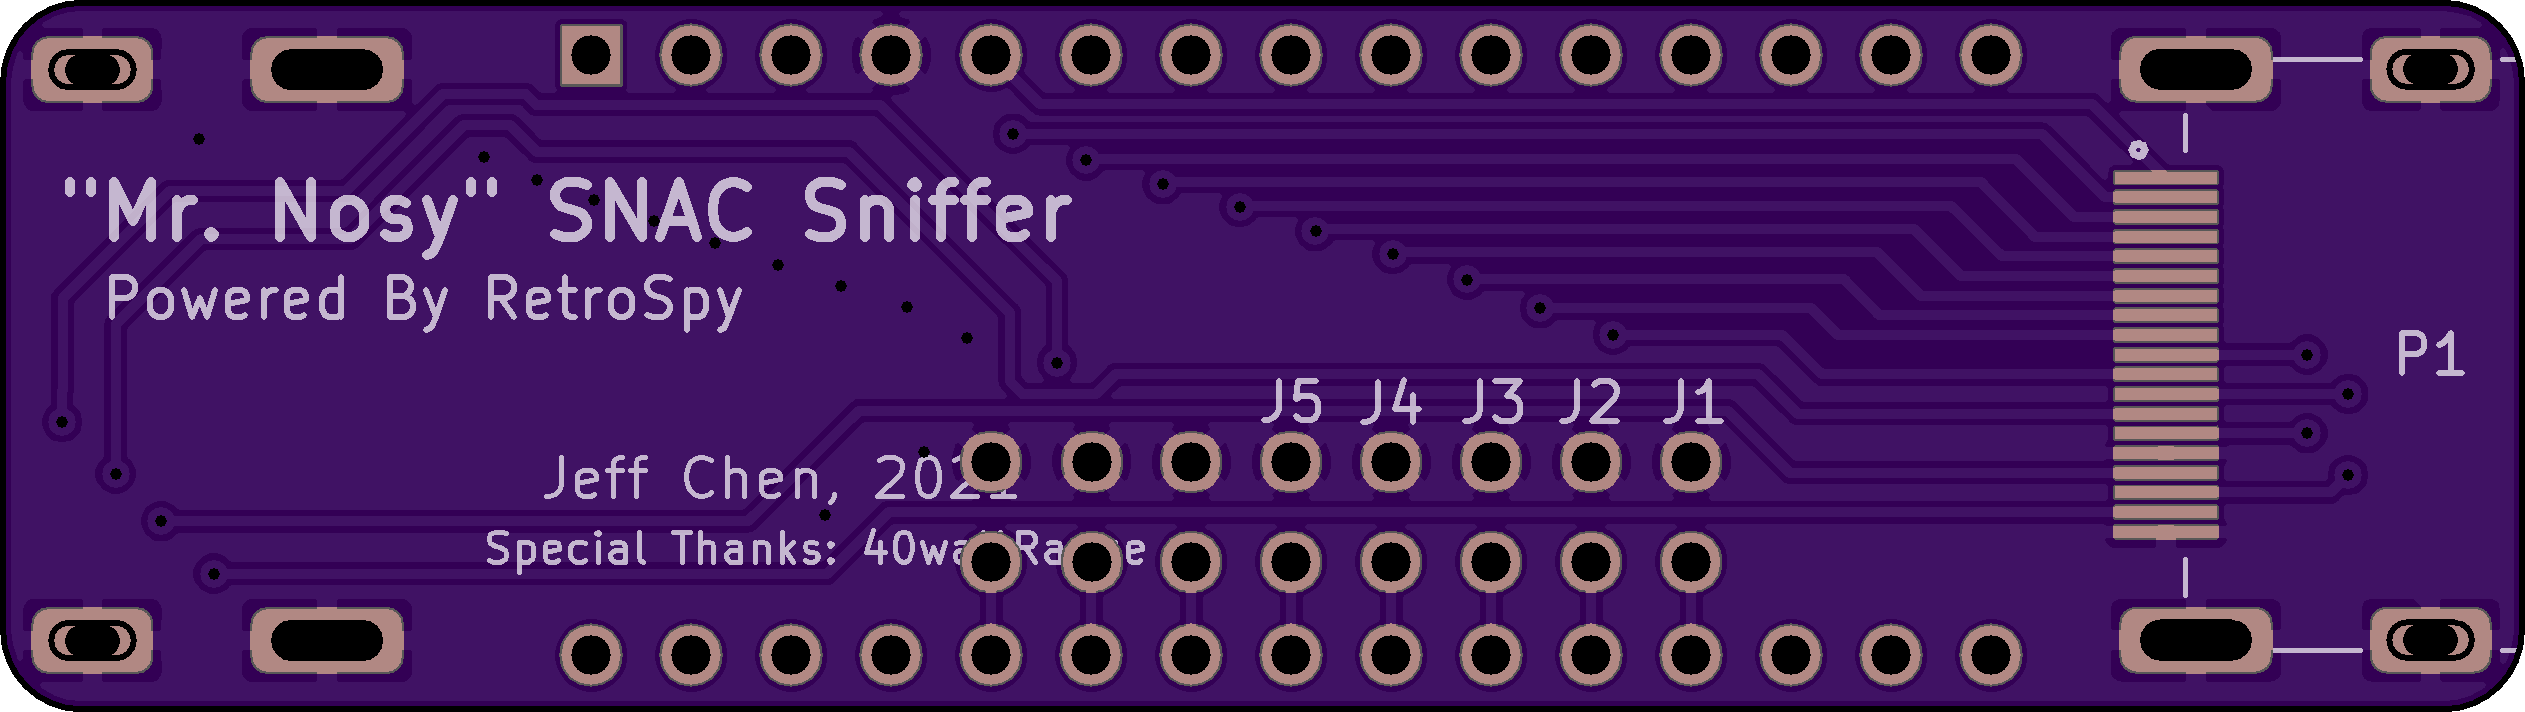 "Mr. Nosy" SNAC Sniffer
Powered By RetroSpy
P1
J5 J4 J3 J2 J1
Jeff Chen, 2021
Special Thanks: